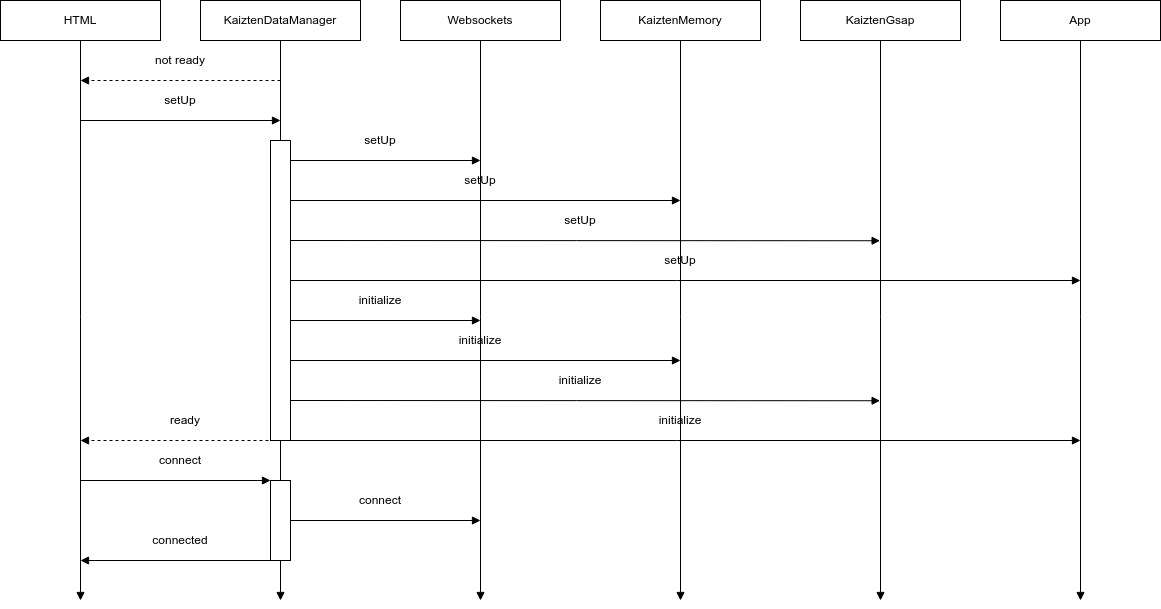 HTML
KaiztenDataManager
Websockets
KaiztenMemory
KaiztenGsap
App
not ready
setUp
setUp
setUp
setUp
setUp
initialize
initialize
initialize
ready
initialize
connect
connect
connected